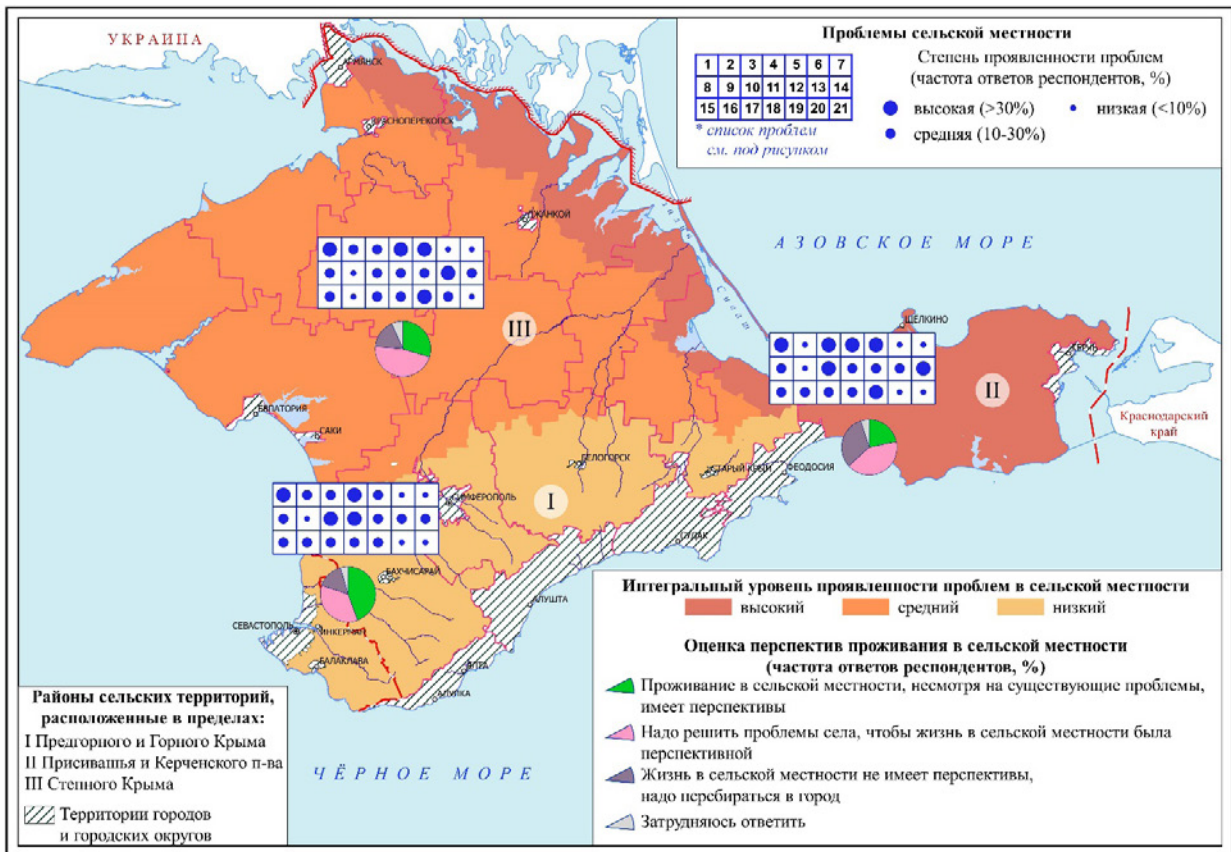 УКРАИНА
АРМЯНСК
КРАСНОПЕРЕКОПСК
ДЖАНКОЙ
ЕВПАТОРИЯ
САКИ
СИМФЕРОПОЛЬ
БЕЛОГОРСК
СТАРЫЙ КРЫМ
ФЕОДОСИЯ
СУДАК
БАХЧИСАРАЙ
АЛУШТА
СЕВАСТОПОЛЬ
ИНКЕРМАН
БАЛАКЛАВА
ЯЛТА
АЛУПКА
ЩЁЛКИНО
КЕРЧЬ
III
II
I
Сиваш
АЗОВСКОЕ МОРЕ
ЧЁРНОЕ МОРЕ
Краснодарский
край
Проблемы сельской местности
1 2 3 4 5 6 7
8 9 10 11 12 13 14
15 16 17 18 19 20 21
* список проблем
см. под рисунком
Степень проявленности проблем
(частота ответов респондентов, %)
высокая (>30%)
низкая (<10%)
средняя (10-30%)
Районы сельских территорий,
расположенные в пределах:
I Предгорного и Горного Крыма
II Присивашья и Керченского п-ва
III Степного Крыма
Территории городов
и городских округов
Интегральный уровень проявленности проблем в сельской местности
высокий
средний
низкий
Оценка перспектив проживания в сельской местности
(частота ответов респондентов, %)
Проживание в сельской местности, несмотря на существующие проблемы,
имеет перспективы
Надо решить проблемы села, чтобы жизнь в сельской местности была
перспективной
Жизнь в сельской местности не имеет перспективы,
надо перебираться в город
Затрудняюсь ответить